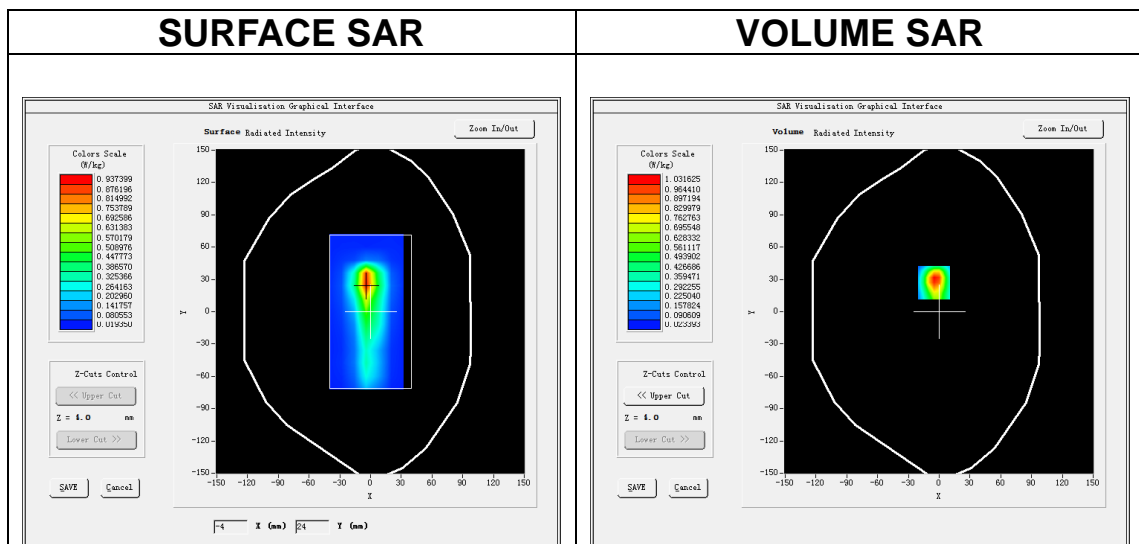 SURFACE SAR
VOLUME SAR
SAR Visualisation Graphical Interface
Surface Radiated Intensity
Zoom In/Out
Colors Scale
(W/kg)
0.937399
0.876196
0.814992
0.753789
0.692586
0.631383
0.570179
0.508976
0.447773
0.386570
0.325366
0.264163
0.202960
0.141757
0.080553
0.019350
Z-Cuts Control
<< Upper Cut
Z = 4.0 mm
Lower Cut >>
SAVE
Cancel
150-
120-
90-
60-
30-
0-
-30-
-60-
-90-
-120-
-150-
Y
-150 -120 -90 -60 -30 0 30 60 90 120 150
X
-4 X (mm) 24 Y (mm)
SAR Visualisation Graphical Interface
Volume Radiated Intensity
Zoom In/Out
Colors Scale
(W/kg)
1.031625
0.964410
0.897194
0.829979
0.762763
0.695548
0.628332
0.561117
0.493902
0.426686
0.359471
0.292255
0.225040
0.157824
0.090609
0.023393
Z-Cuts Control
<< Upper Cut
Z = 4.0 mm
Lower Cut >>
SAVE
Cancel
150-
120-
90-
60-
30-
0-
-30-
-60-
-90-
-120-
-150-
Y
-150 -120 -90 -60 -30 0 30 60 90 120 150
X